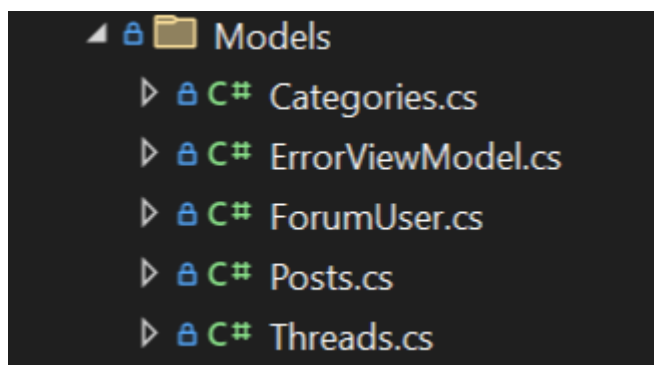 Models
C# Categories.cs
C# ErrorViewModel.cs
C# ForumUser.cs
C# Posts.cs
C# Threads.cs